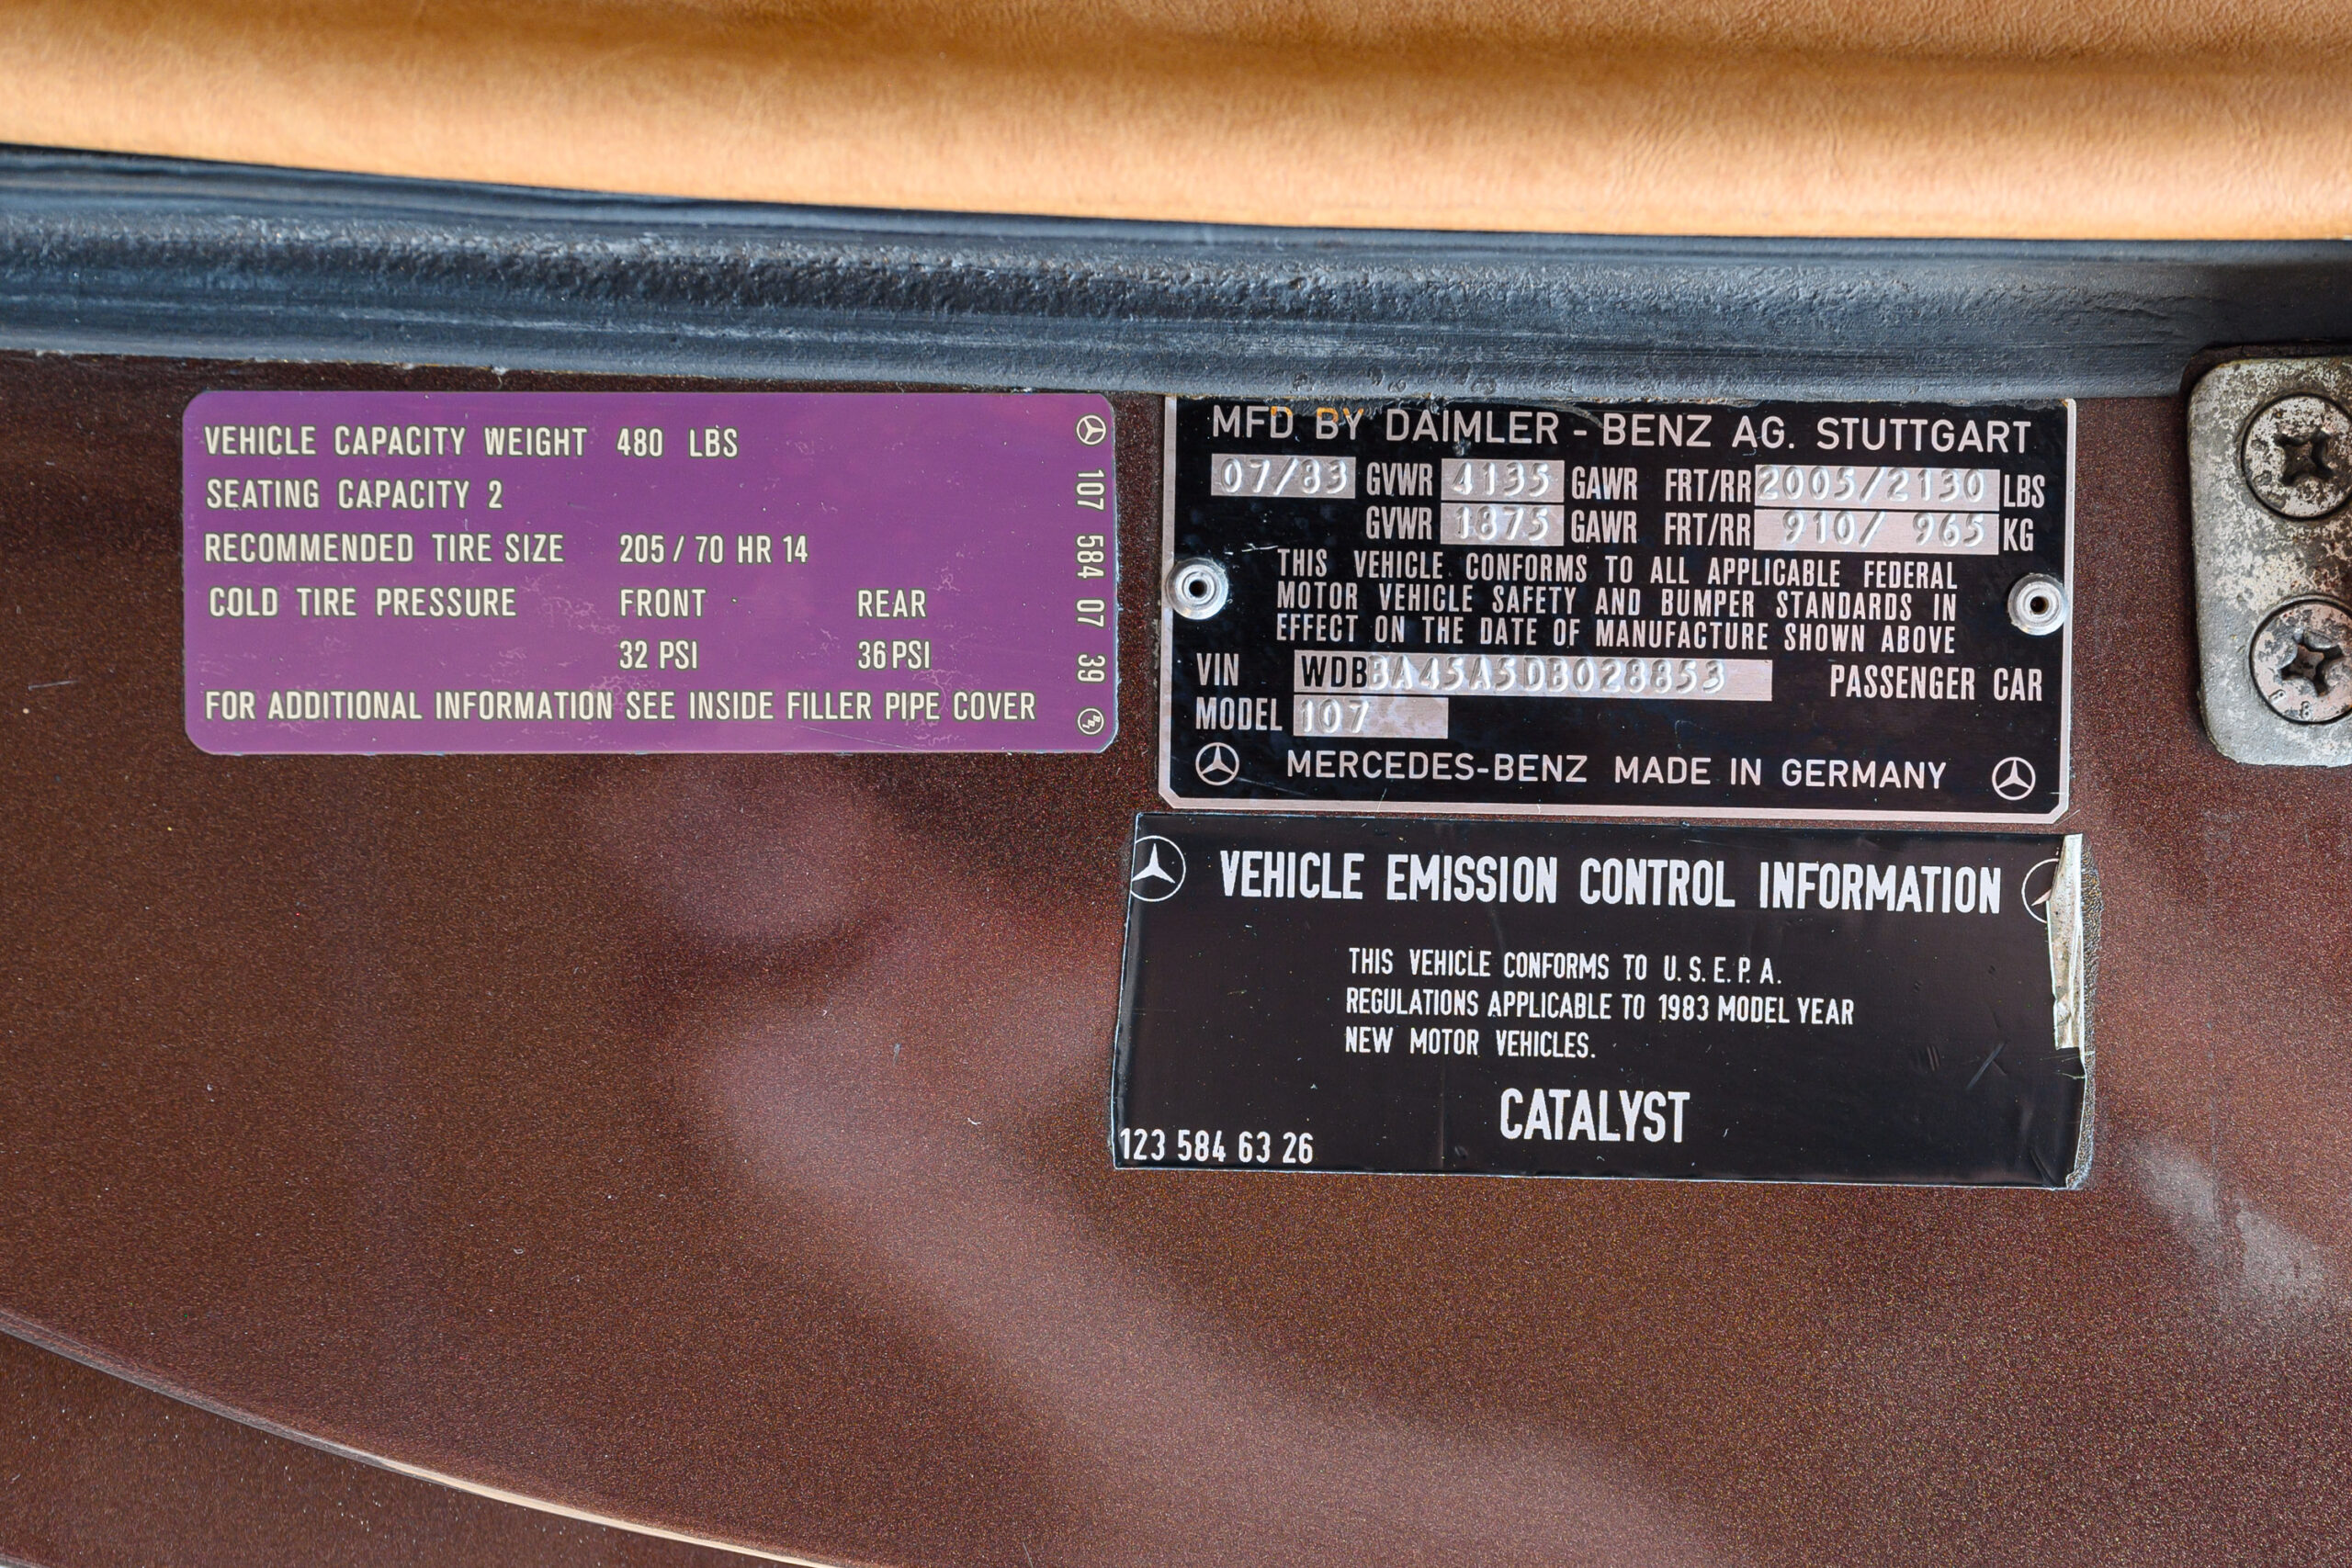 VEHICLE CAPACITY WEIGHT 480 LBS
SEATING CAPACITY 2
RECOMMENDED TIRE SIZE 205 / 70 HR 14
COLD TIRE PRESSURE FRONT REAR
32 PSI 36 PSI
FOR ADDITIONAL INFORMATION SEE INSIDE FILLER PIPE COVER
107 584 07 39
MFD BY DAIMLER - BENZ AG. STUTTGART
07/83 GVWR 4135 GAWR FRT/RR 2005/2130 LBS
GVWR 1875 GAWR FRT/RR 910/ 965 KG
THIS VEHICLE CONFORMS TO ALL APPLICABLE FEDERAL
MOTOR VEHICLE SAFETY AND BUMPER STANDARDS IN
EFFECT ON THE DATE OF MANUFACTURE SHOWN ABOVE
VIN WDBBA45A5DB028853 PASSENGER CAR
MODEL 107
MERCEDES-BENZ MADE IN GERMANY
VEHICLE EMISSION CONTROL INFORMATION
THIS VEHICLE CONFORMS TO U.S.E.P.A.
REGULATIONS APPLICABLE TO 1983 MODEL YEAR
NEW MOTOR VEHICLES.
CATALYST
123 584 63 26